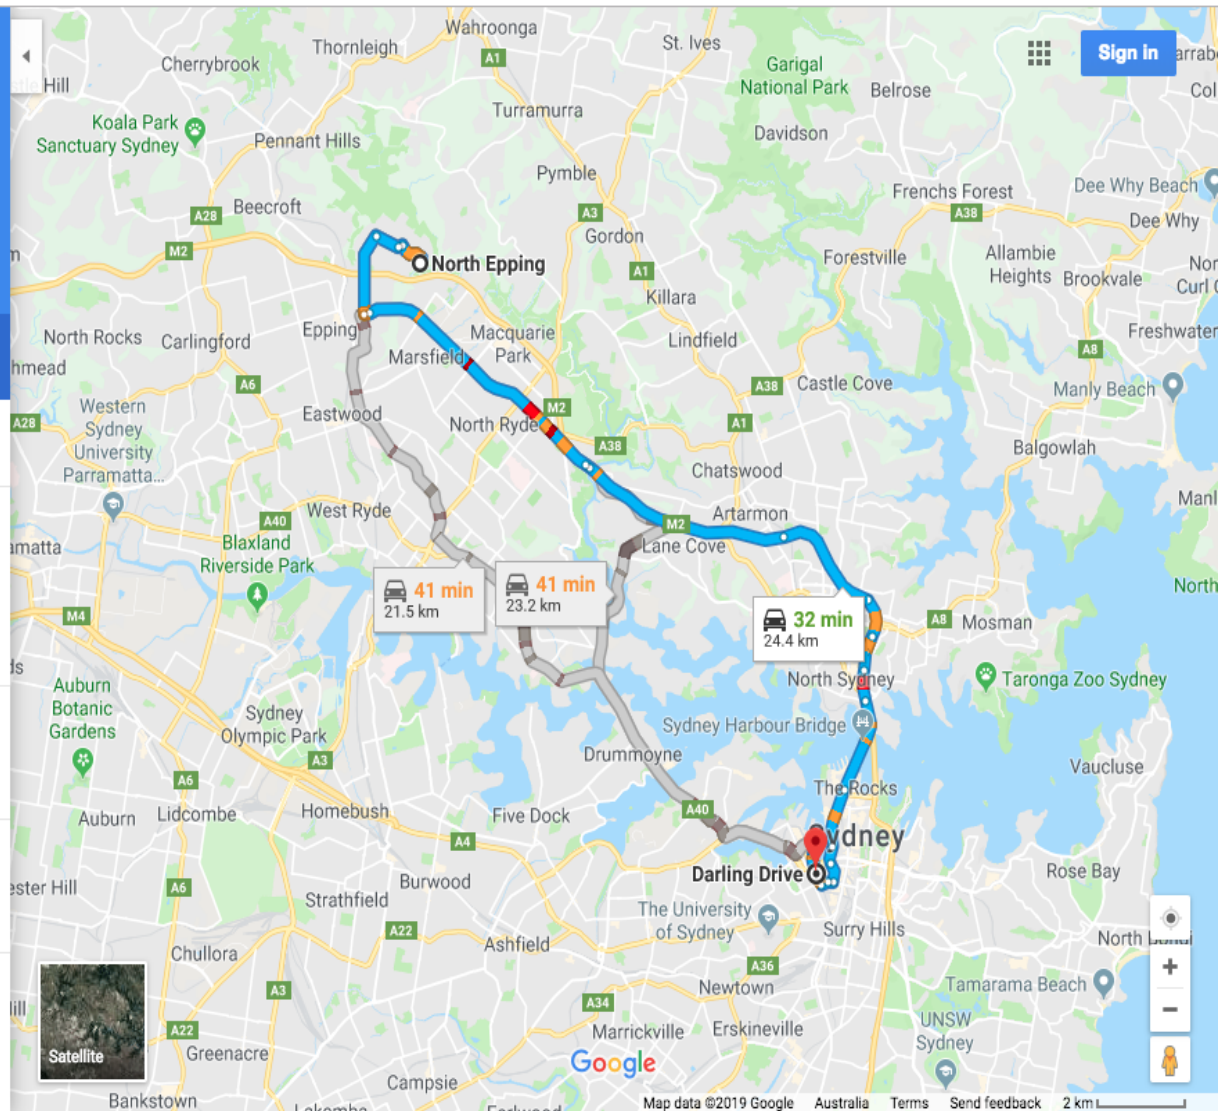 Wahroonga
Thornleigh
St. Ives
Cherrybrook
A1
Sign in
Garigal
National Park
Belrose
Hill
Turramurra
Koala Park
Sanctuary Sydney
Pennant Hills
Davidson
Pymble
Frenchs Forest
Dee Why Beach
A28
Beecroft
A3
A38
Dee Why
M2
Gordon
Allambie
Heights
Forestville
North Epping
A1
Brookvale
Killara
Epping
North Rocks
Carlingford
Macquarie
Park
Lindfield
Freshwater
Marsfield
A8
A6
A38
Castle Cove
Manly Beach
Western
Sydney
University
Parramatta...
Eastwood
M2
A28
North Ryde
A1
A38
Balgowlah
Chatswood
West Ryde
A40
Artarmon
M2
Blaxland
Riverside Park
Lane Cove
41 min
21.5 km
41 min
23.2 km
North
M4
32 min
24.4 km
A8
Mosman
North Sydney
Taronga Zoo Sydney
Auburn
Botanic
Gardens
Sydney
Olympic Park
Sydney Harbour Bridge
Drummoyne
A3
Vaucluse
A6
The Rocks
Lidcombe
Homebush
A40
Auburn
Five Dock
ydney
A4
Darling Drive
Rose Bay
Burwood
A6
Strathfield
The University
of Sydney
A22
Surry Hills
Ashfield
North
Chullora
A36
A3
Newtown
Tamarama Beach
A34
UNSW
Sydney
A22
Marrickville
Erskineville
Satellite
Greenacre
Google
Campsie
Bankstown
Map data ©2019 Google
Australia
Terms
Send feedback
2 km